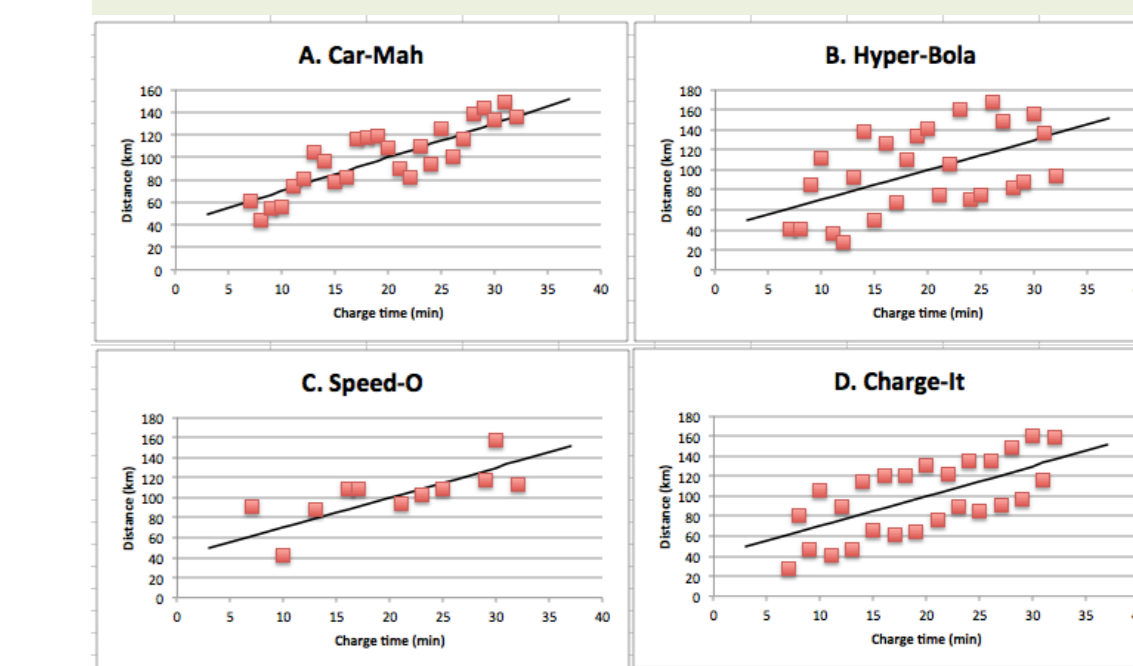 A. Car-Mah
160
140
120
100
80
60
40
20
0
Distance (km)
0 5 10 15 20 25 30 35 40
Charge time (min)
B. Hyper-Bola
180
160
140
120
100
80
60
40
20
0
Distance (km)
0 5 10 15 20 25 30 35
Charge time (min)
C. Speed-O
180
160
140
120
100
80
60
40
20
0
Distance (km)
0 5 10 15 20 25 30 35 40
Charge time (min)
D. Charge-It
180
160
140
120
100
80
60
40
20
0
Distance (km)
0 5 10 15 20 25 30 35
Charge time (min)